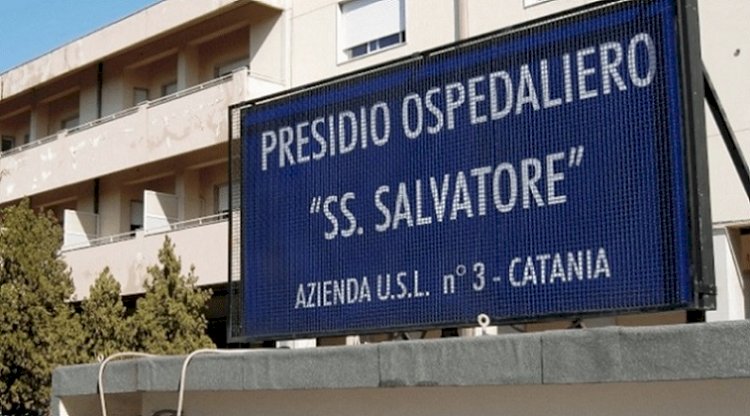 PRESIDIO OSPEDALIERO
"SS. SALVATORE"
AZIENDA U.S.L. n° 3 - CATANIA